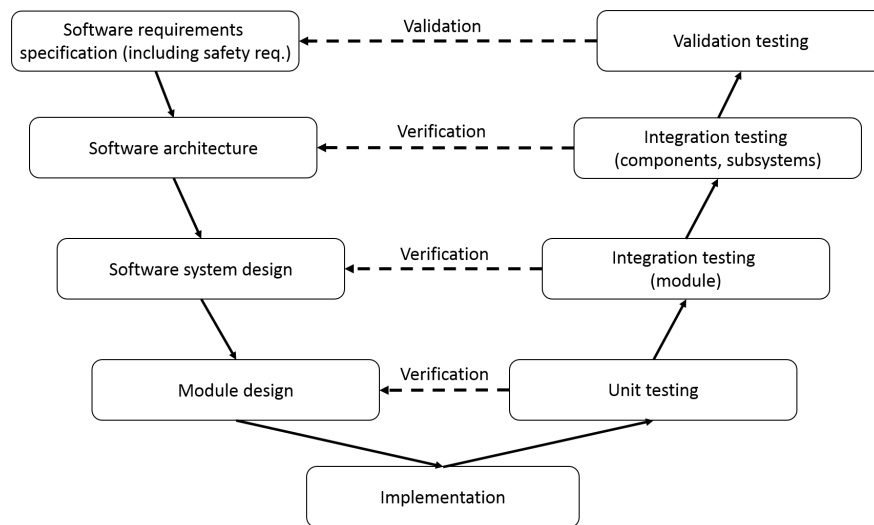 Software requirements
specification (including safety req.)
Validation
Validation testing
Software architecture
Verification
Integration testing
(components, subsystems)
Software system design
Verification
Integration testing
(module)
Module design
Verification
Unit testing
Implementation